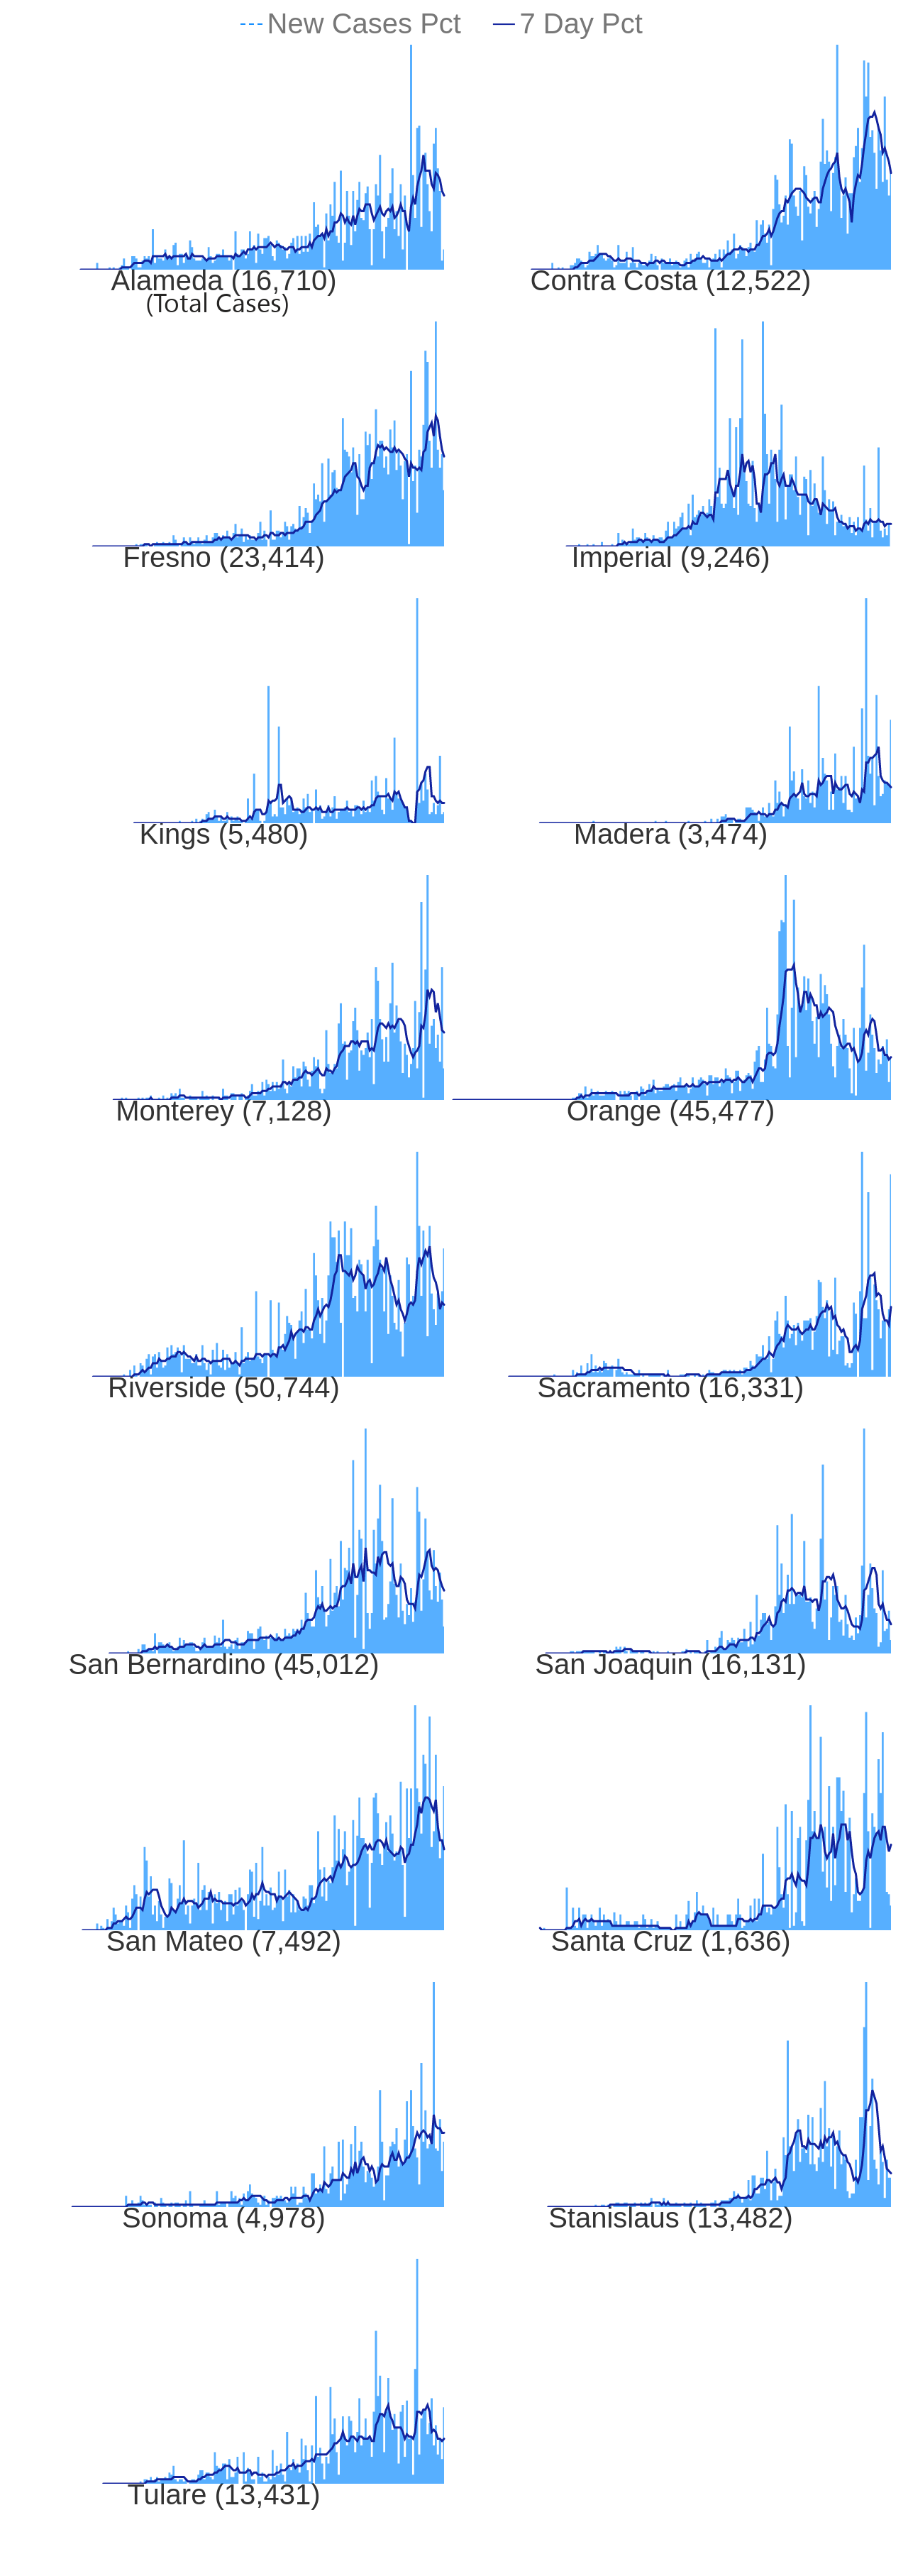 New Cases Pct 7 Day Pct
Alameda (16,710) Contra Costa (12,522)
(Total Cases)
Fresno (23,414) Imperial (9,246)
Kings (5,480) Madera (3,474)
Monterey (7,128) Orange (45,477)
Riverside (50,744) Sacramento (16,331)
San Bernardino (45,012) San Joaquin (16,131)
San Mateo (7,492) Santa Cruz (1,636)
Sonoma (4,978) Stanislaus (13,482)
Tulare (13,431)